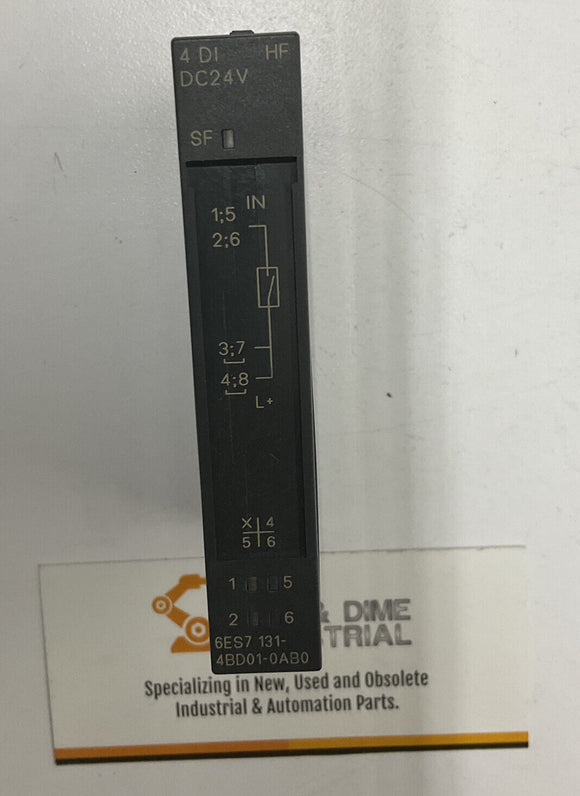 4 DI HF
DC24V
SF
IN
1;5
2;6
3;7
4;8
L+
X 4
5 6
1 5
2 6
6ES7 131-
4BD01-0AB0
& DIME
Specializing in New, Used and Obsolete
Industrial & Automation Parts.